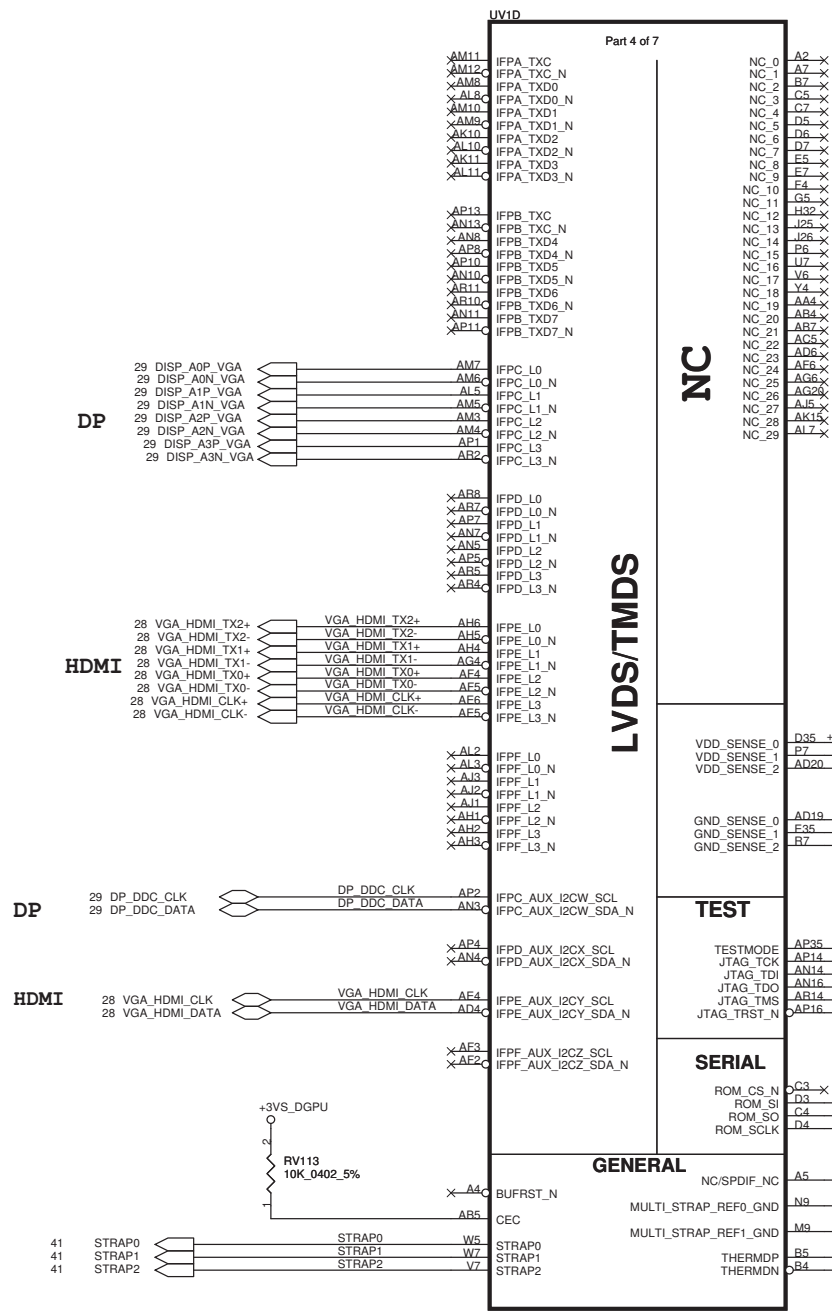 UV1D
Part 4 of 7
AM11 IFPA_TXC
AM12 IFPA_TXC_N
AM8 IFPA_TXD0
AL8 IFPA_TXD0_N
AM10 IFPA_TXD1
AM9 IFPA_TXD1_N
AK10 IFPA_TXD2
AL10 IFPA_TXD2_N
AK11 IFPA_TXD3
AL11 IFPA_TXD3_N
AP13 IFPB_TXC
AN13 IFPB_TXC_N
AN8 IFPB_TXD4
AP8 IFPB_TXD4_N
AP10 IFPB_TXD5
AN10 IFPB_TXD5_N
AR11 IFPB_TXD6
AR10 IFPB_TXD6_N
AN11 IFPB_TXD7
AP11 IFPB_TXD7_N
DP
29 DISP_A0P_VGA AM7 IFPC_L0
29 DISP_A0N_VGA AM6 IFPC_L0_N
29 DISP_A1P_VGA AL5 IFPC_L1
29 DISP_A1N_VGA AM5 IFPC_L1_N
29 DISP_A2P_VGA AM3 IFPC_L2
29 DISP_A2N_VGA AM4 IFPC_L2_N
29 DISP_A3P_VGA AP1 IFPC_L3
29 DISP_A3N_VGA AR2 IFPC_L3_N
AR8 IFPD_L0
AR7 IFPD_L0_N
AP7 IFPD_L1
AN7 IFPD_L1_N
AN5 IFPD_L2
AP5 IFPD_L2_N
AR5 IFPD_L3
AR4 IFPD_L3_N
HDMI
28 VGA_HDMI_TX2+ VGA_HDMI_TX2+ AH6 IFPE_L0
28 VGA_HDMI_TX2- VGA_HDMI_TX2- AH5 IFPE_L0_N
28 VGA_HDMI_TX1+ VGA_HDMI_TX1+ AH4 IFPE_L1
28 VGA_HDMI_TX1- VGA_HDMI_TX1- AG4 IFPE_L1_N
28 VGA_HDMI_TX0+ VGA_HDMI_TX0+ AF4 IFPE_L2
28 VGA_HDMI_TX0- VGA_HDMI_TX0- AF5 IFPE_L2_N
28 VGA_HDMI_CLK+ VGA_HDMI_CLK+ AE6 IFPE_L3
28 VGA_HDMI_CLK- VGA_HDMI_CLK- AE5 IFPE_L3_N
AL2 IFPF_L0
AL3 IFPF_L0_N
AJ3 IFPF_L1
AJ2 IFPF_L1_N
AJ1 IFPF_L2
AH1 IFPF_L2_N
AH2 IFPF_L3
AH3 IFPF_L3_N
DP
29 DP_DDC_CLK DP_DDC_CLK AP2 IFPC_AUX_I2CW_SCL
29 DP_DDC_DATA DP_DDC_DATA AN3 IFPC_AUX_I2CW_SDA_N
AP4 IFPD_AUX_I2CX_SCL
AN4 IFPD_AUX_I2CX_SDA_N
HDMI
28 VGA_HDMI_CLK VGA_HDMI_CLK AE4 IFPE_AUX_I2CY_SCL
28 VGA_HDMI_DATA VGA_HDMI_DATA AD4 IFPE_AUX_I2CY_SDA_N
AF3 IFPF_AUX_I2CZ_SCL
AF2 IFPF_AUX_I2CZ_SDA_N
+3VS_DGPU
2
RV113
10K_0402_5%
1
A4 BUFRST_N
AB5 CEC
41 STRAP0 STRAP0 W5 STRAP0
41 STRAP1 STRAP1 W7 STRAP1
41 STRAP2 STRAP2 V7 STRAP2
LVDS/TMDS
NC
NC_0 A2
NC_1 A7
NC_2 B7
NC_3 C5
NC_4 C7
NC_5 D5
NC_6 D6
NC_7 D7
NC_8 E5
NC_9 E7
NC_10 F4
NC_11 G5
NC_12 H32
NC_13 J25
NC_14 J26
NC_15 P6
NC_16 U7
NC_17 V6
NC_18 Y4
NC_19 AA4
NC_20 AB4
NC_21 AB7
NC_22 AC5
NC_23 AD6
NC_24 AF6
NC_25 AG6
NC_26 AG20
NC_27 AJ5
NC_28 AK15
NC_29 AL7
VDD_SENSE_0 D35 +
VDD_SENSE_1 P7
VDD_SENSE_2 AD20
GND_SENSE_0 AD19
GND_SENSE_1 E35
GND_SENSE_2 R7
TEST
TESTMODE AP35
JTAG_TCK AP14
JTAG_TDI AN14
JTAG_TDO AN16
JTAG_TMS AR14
JTAG_TRST_N AP16
SERIAL
ROM_CS_N C3
ROM_SI D3
ROM_SO C4
ROM_SCLK D4
GENERAL
NC/SPDIF_NC A5
MULTI_STRAP_REF0_GND N9
MULTI_STRAP_REF1_GND M9
THERMDP B5
THERMDN B4